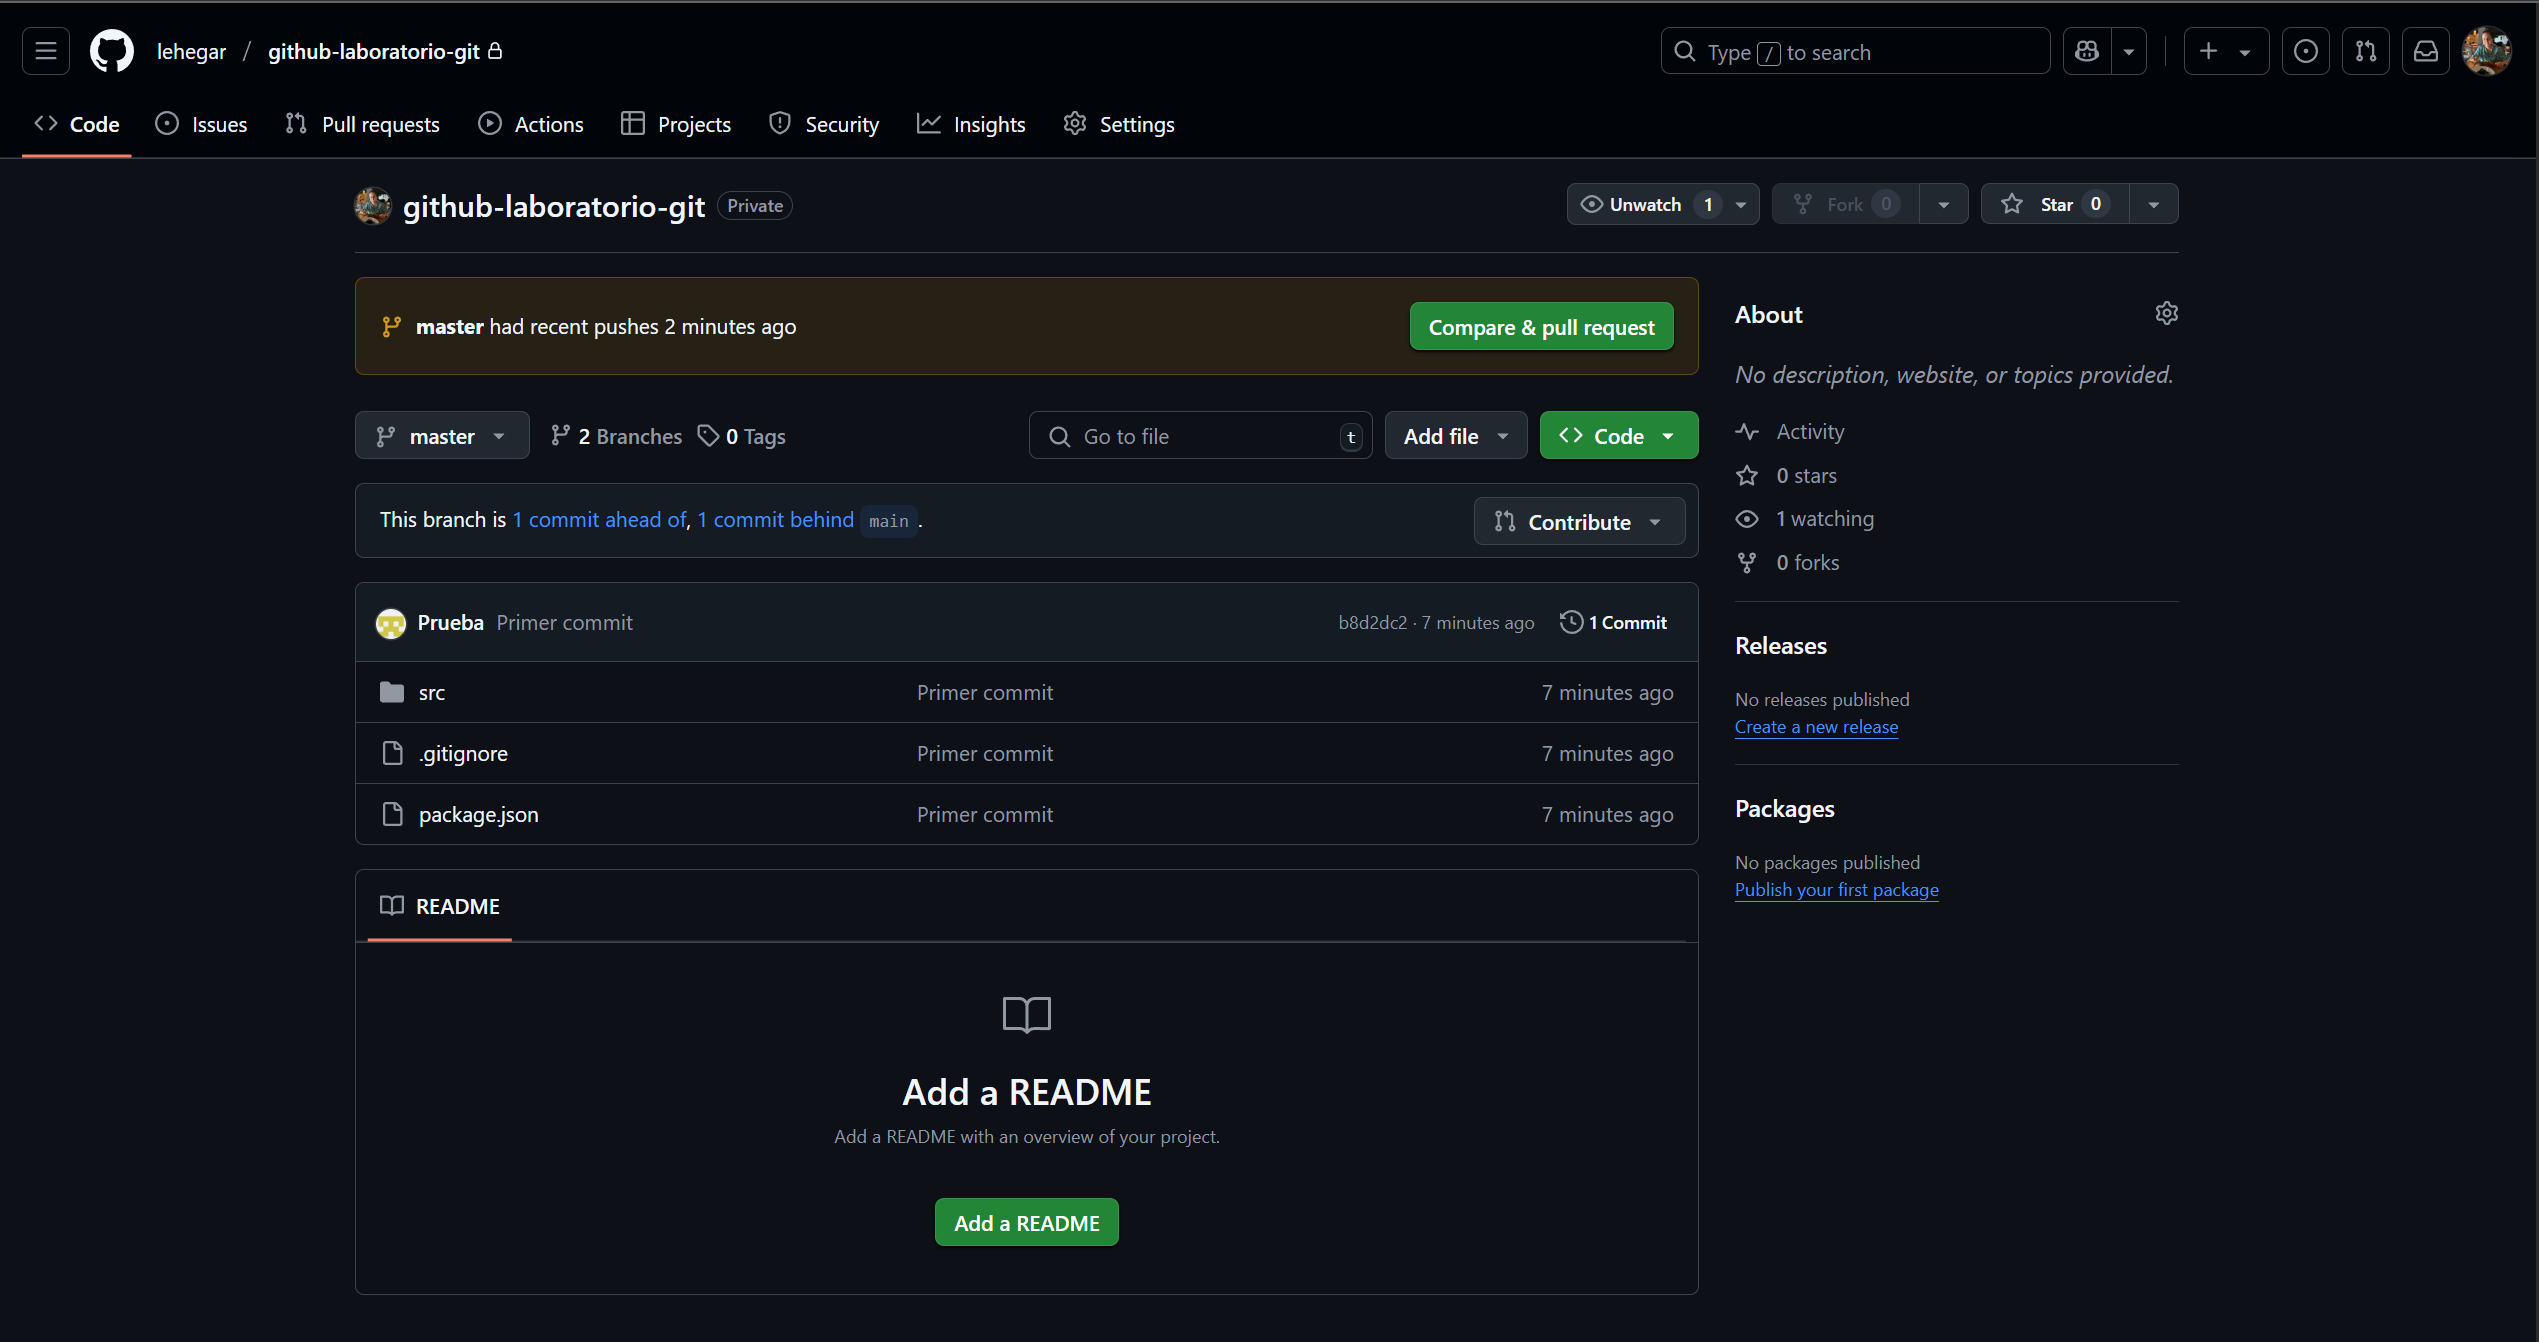 lehegar / github-laboratorio-git
Type / to search
Code
Issues
Pull requests
Actions
Projects
Security
Insights
Settings
github-laboratorio-git Private
Unwatch 1
Fork 0
Star 0
master had recent pushes 2 minutes ago
Compare & pull request
master
2 Branches
0 Tags
Go to file t
Add file
Code
This branch is 1 commit ahead of, 1 commit behind main .
Contribute
Prueba Primer commit
b8d2dc2 · 7 minutes ago
1 Commit
src Primer commit 7 minutes ago
.gitignore Primer commit 7 minutes ago
package.json Primer commit 7 minutes ago
README
Add a README
Add a README with an overview of your project.
Add a README
About
No description, website, or topics provided.
Activity
0 stars
1 watching
0 forks
Releases
No releases published
Create a new release
Packages
No packages published
Publish your first package